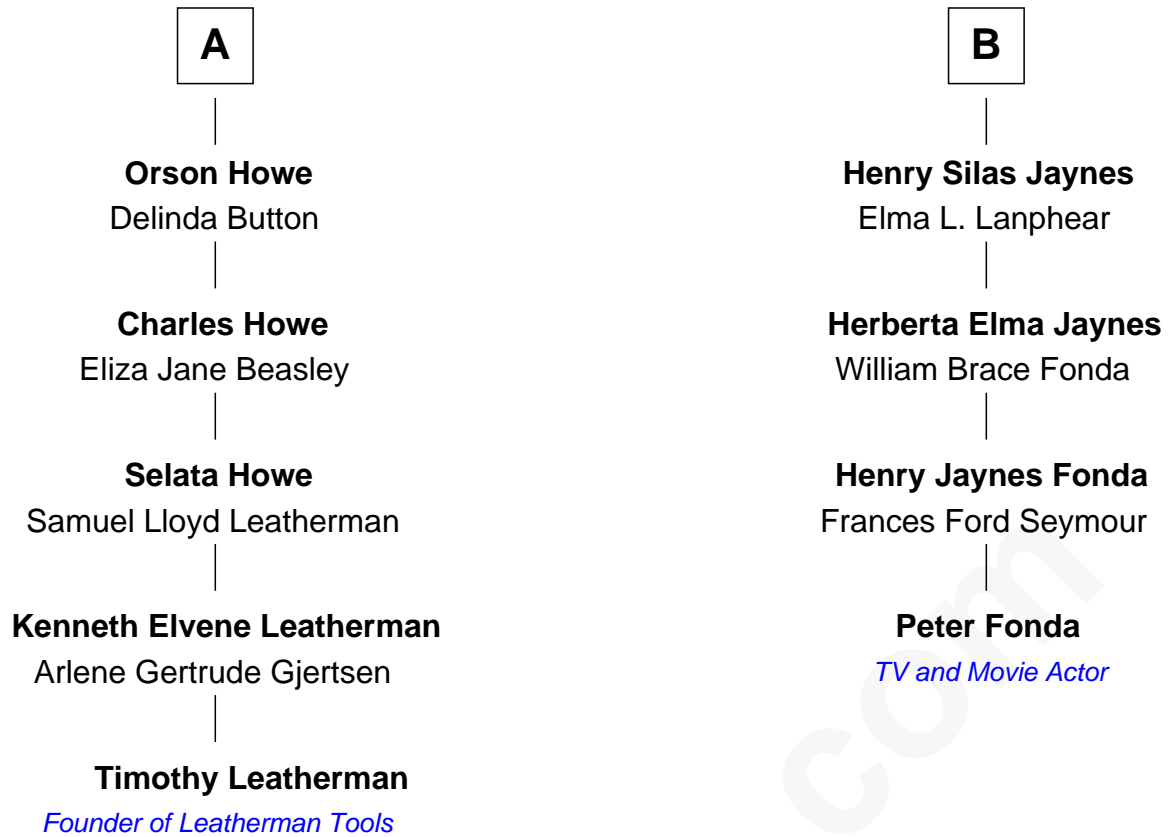 A
Orson Howe
Delinda Button
Charles Howe
Eliza Jane Beasley
Selata Howe
Samuel Lloyd Leatherman
Kenneth Elvene Leatherman
Arlene Gertrude Gjertsen
Timothy Leatherman
Founder of Leatherman Tools
B
Henry Silas Jaynes
Elma L. Lanphear
Herberta Elma Jaynes
William Brace Fonda
Henry Jaynes Fonda
Frances Ford Seymour
Peter Fonda
TV and Movie Actor
com